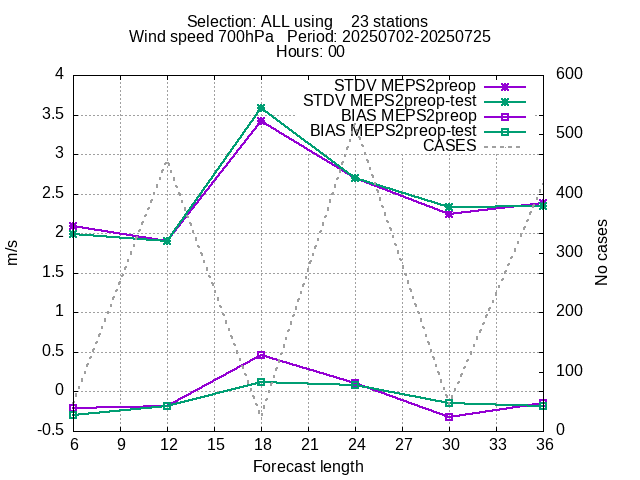 Selection: ALL using    23 stations
Wind speed 700hPa   Period: 20250702-20250725
Hours: 00
STDV MEPS2preop
STDV MEPS2preop-test
BIAS MEPS2preop
BIAS MEPS2preop-test
CASES
4
3.5
3
2.5
2
1.5
1
0.5
0
-0.5
m/s
600
500
400
300
200
100
0
No cases
6 9 12 15 18 21 24 27 30 33 36
Forecast length